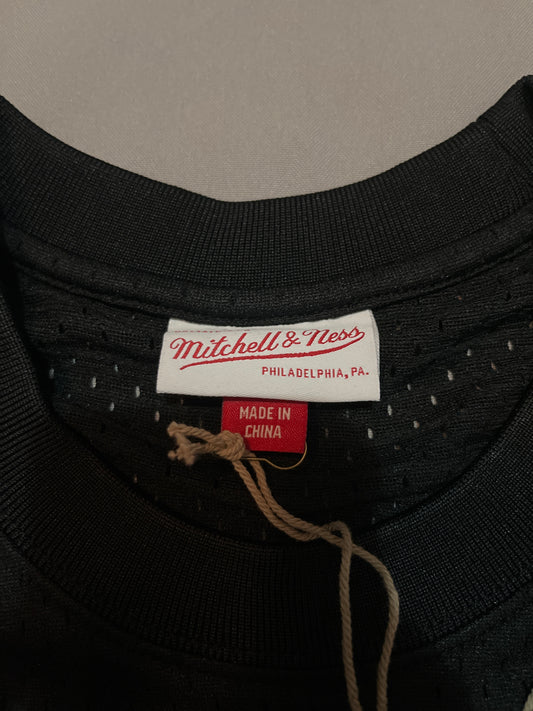 Mitchell & Ness
PHILADELPHIA, PA.
MADE IN
CHINA